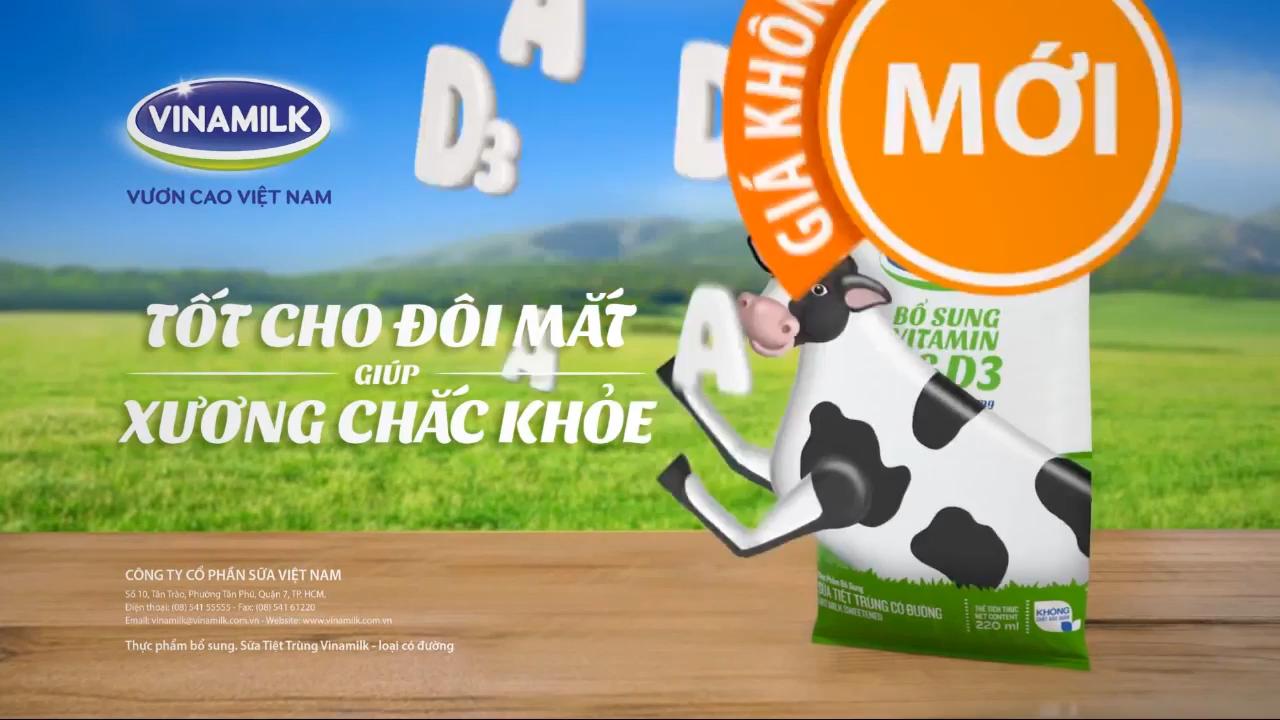 VINAMILK
VƯƠN CAO VIỆT NAM
D3
A
D
A
A
GIÁ KHÔN
MỚI
TỐT CHO ĐÔI MẮT
GIÚP
XƯƠNG CHẮC KHỎE
BỔ SUNG
VITAMIN
D3
TIỆT TRÙNG CÓ ĐƯỜNG
MILK SWEETENED
THỂ TÍCH THỰC
NET CONTENT
220 ml
KHÔNG
CÔNG TY CỔ PHẦN SỮA VIỆT NAM
Số 10, Tân Trào, Phường Tân Phú, Quận 7, TP. HCM.
Điện thoại: (08) 541 55555 - Fax: (08) 541 61220
Email: vinamilk@vinamilk.com.vn - Website: www.vinamilk.com.vn
Thực phẩm bổ sung. Sữa Tiệt Trùng Vinamilk - loại có đường